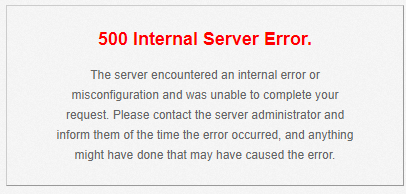 500 Internal Server Error.
The server encountered an internal error or
misconfiguration and was unable to complete your
request. Please contact the server administrator and
inform them of the time the error occurred, and anything
might have done that may have caused the error.